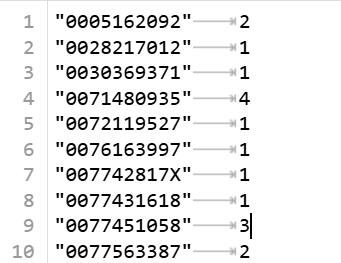 1 "0005162092" 2
2 "0028217012" 1
3 "0030369371" 1
4 "0071480935" 4
5 "0072119527" 1
6 "0076163997" 1
7 "007742817X" 1
8 "0077431618" 1
9 "0077451058" 3
10 "0077563387" 2